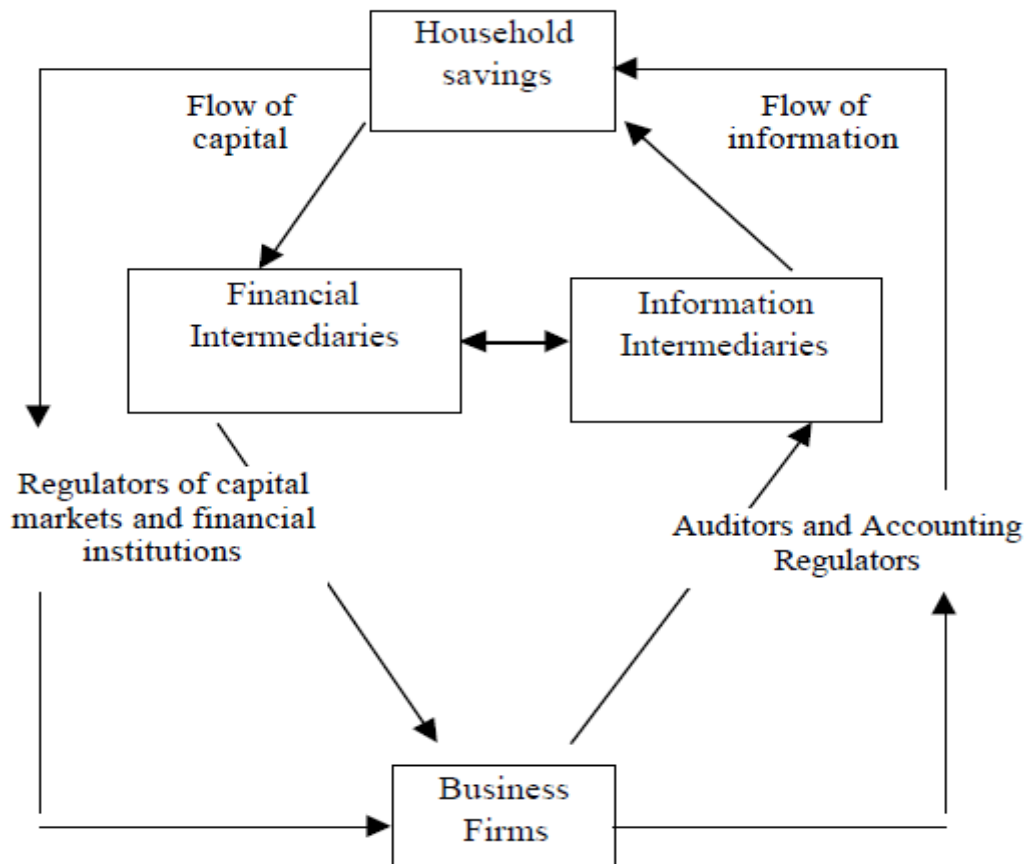 Household
savings
Flow of
capital
Flow of
information
Financial
Intermediaries
Information
Intermediaries
Regulators of capital
markets and financial
institutions
Auditors and Accounting
Regulators
Business
Firms